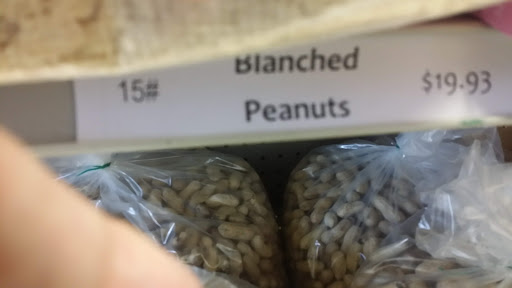 Blanched
15# $19.93
Peanuts